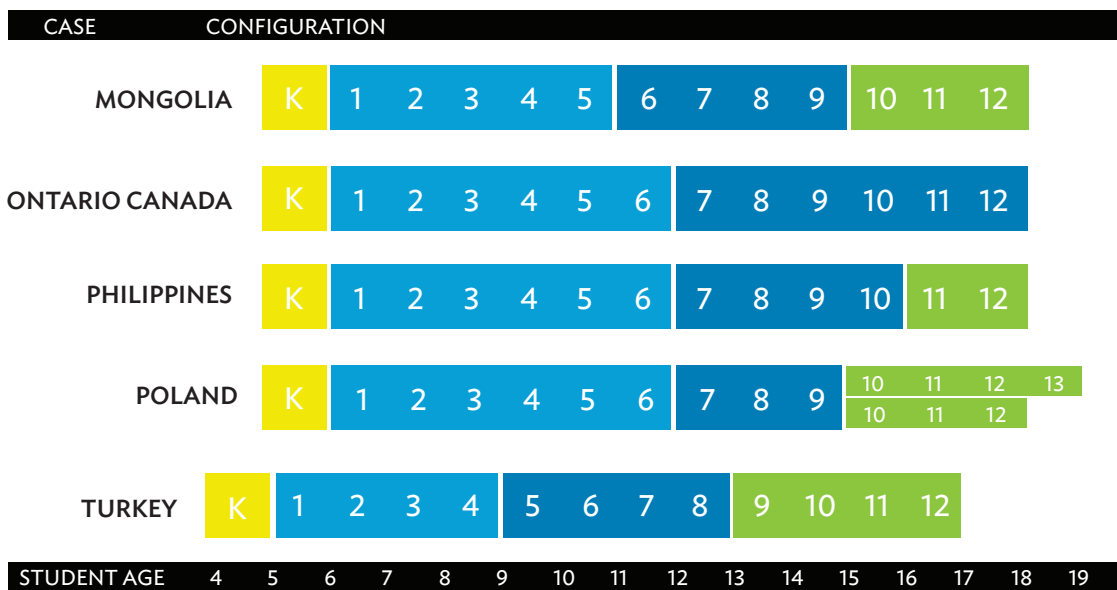 CASE CONFIGURATION
MONGOLIA K 1 2 3 4 5 6 7 8 9 10 11 12
ONTARIO CANADA K 1 2 3 4 5 6 7 8 9 10 11 12
PHILIPPINES K 1 2 3 4 5 6 7 8 9 10 11 12
POLAND K 1 2 3 4 5 6 7 8 9
10 11 12 13
10 11 12
TURKEY K 1 2 3 4 5 6 7 8 9 10 11 12
STUDENT AGE 4 5 6 7 8 9 10 11 12 13 14 15 16 17 18 19